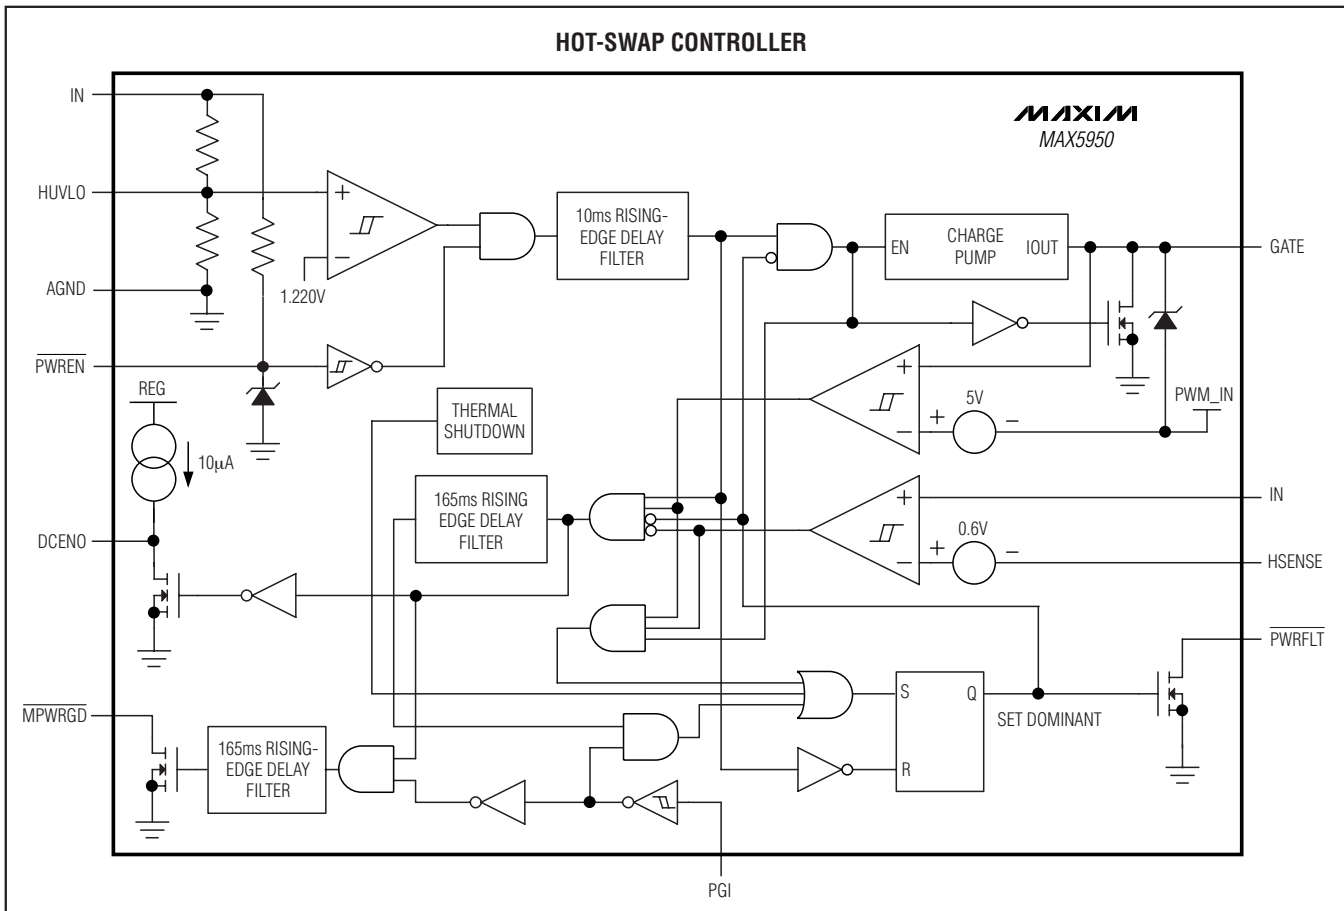 HOT-SWAP CONTROLLER
MAXIM
MAX5950
IN
HUVLO
AGND
PWREN
REG
10µA
DCENO
MPWRGD
+
−
1.220V
10ms RISING-
EDGE DELAY
FILTER
EN
CHARGE
PUMP
IOUT
GATE
THERMAL
SHUTDOWN
+
−
+
5V
−
PWM_IN
165ms RISING
EDGE DELAY
FILTER
+
−
+
0.6V
−
IN
HSENSE
PWRFLT
S
Q
R
SET DOMINANT
165ms RISING-
EDGE DELAY
FILTER
PGI